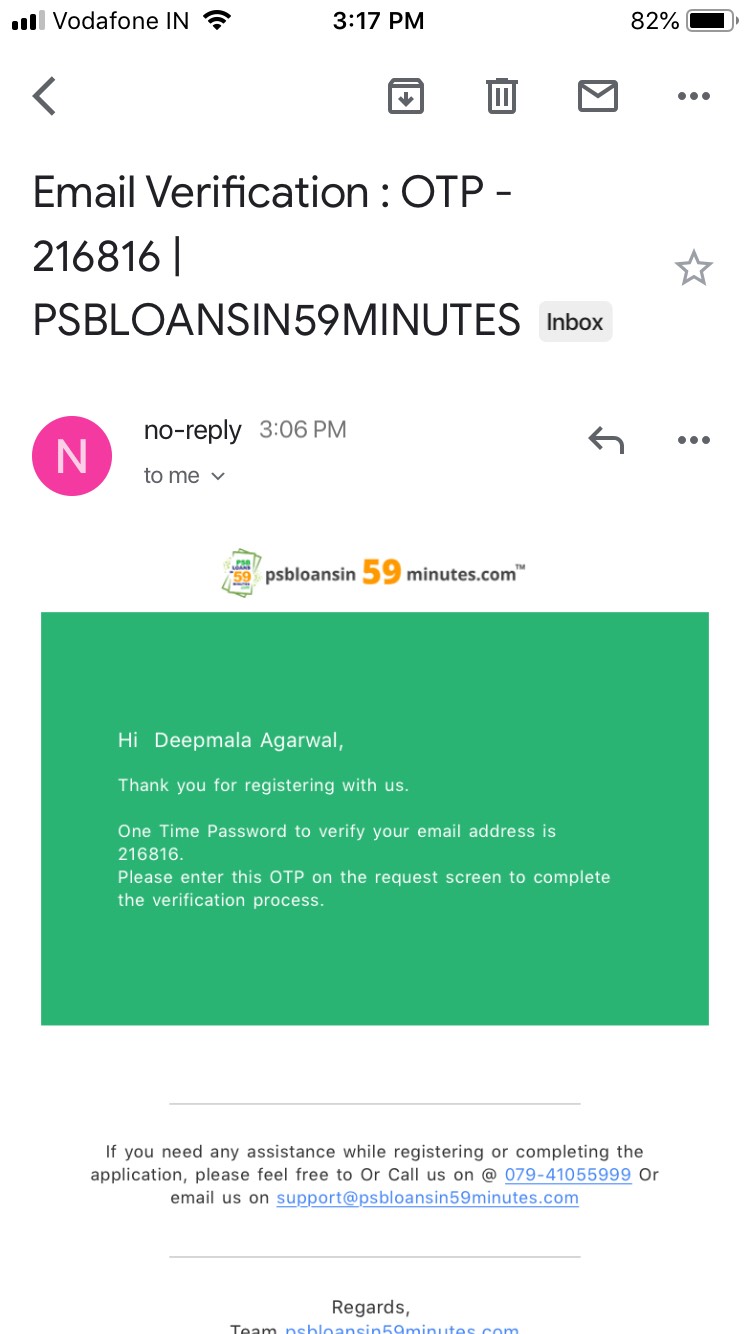 Vodafone IN 3:17 PM 82%
Email Verification : OTP -
216816 |
PSBLOANSIN59MINUTES Inbox
N
no-reply 3:06 PM
to me
PSB
LOANS
IN 59
MINUTES
psbloansin 59 minutes.com™
Hi Deepmala Agarwal,
Thank you for registering with us.
One Time Password to verify your email address is
216816.
Please enter this OTP on the request screen to complete
the verification process.
If you need any assistance while registering or completing the
application, please feel free to Or Call us on @ 079-41055999 Or
email us on support@psbloansin59minutes.com
Regards,
Team psbloansin59minutes.com